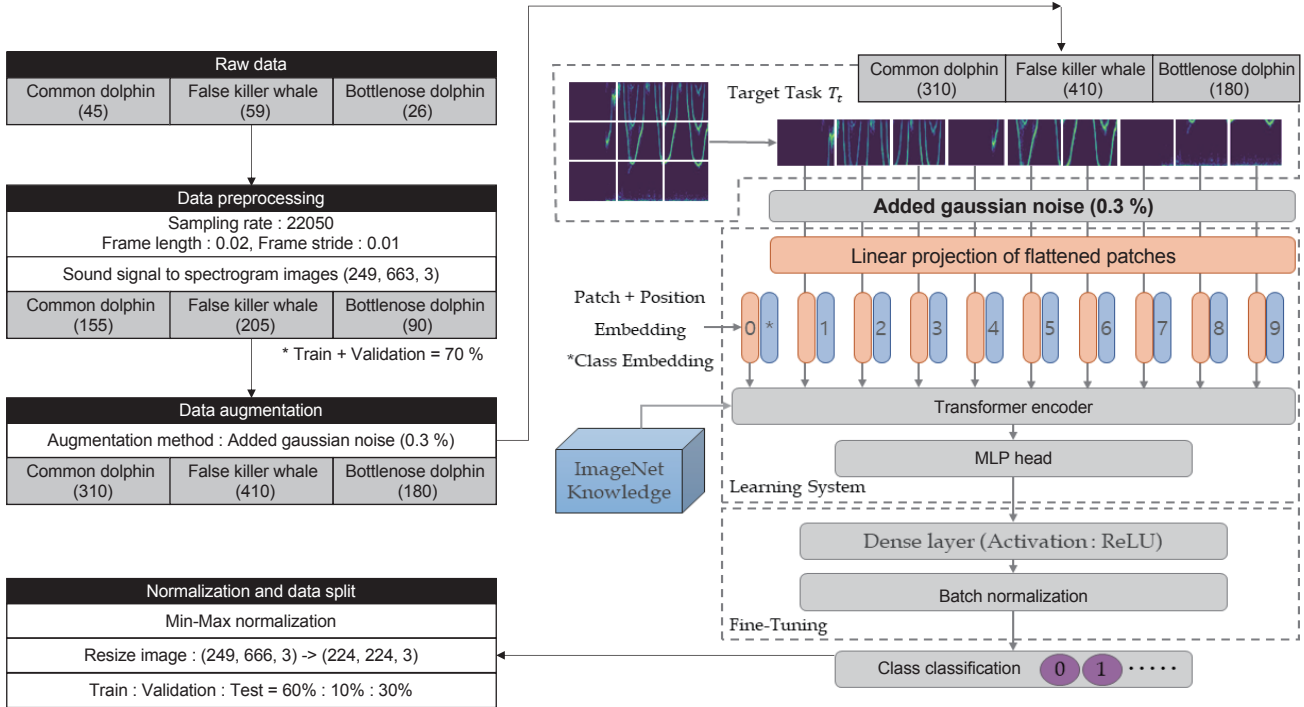 Raw data
Common dolphin
(45)
False killer whale
(59)
Bottlenose dolphin
(26)
Data preprocessing
Sampling rate : 22050
Frame length : 0.02, Frame stride : 0.01
Sound signal to spectrogram images (249, 663, 3)
Common dolphin
(155)
False killer whale
(205)
Bottlenose dolphin
(90)
* Train + Validation = 70 %
Data augmentation
Augmentation method : Added gaussian noise (0.3 %)
Common dolphin
(310)
False killer whale
(410)
Bottlenose dolphin
(180)
Normalization and data split
Min-Max normalization
Resize image : (249, 666, 3) -> (224, 224, 3)
Train : Validation : Test = 60% : 10% : 30%
Common dolphin
(310)
False killer whale
(410)
Bottlenose dolphin
(180)
Target Task Tₜ
Added gaussian noise (0.3 %)
Linear projection of flattened patches
Patch + Position
Embedding
*Class Embedding
0 * 1 2 3 4 5 6 7 8 9
Transformer encoder
ImageNet
Knowledge
MLP head
Learning System
Dense layer (Activation : ReLU)
Batch normalization
Fine-Tuning
Class classification 0 1 ·····